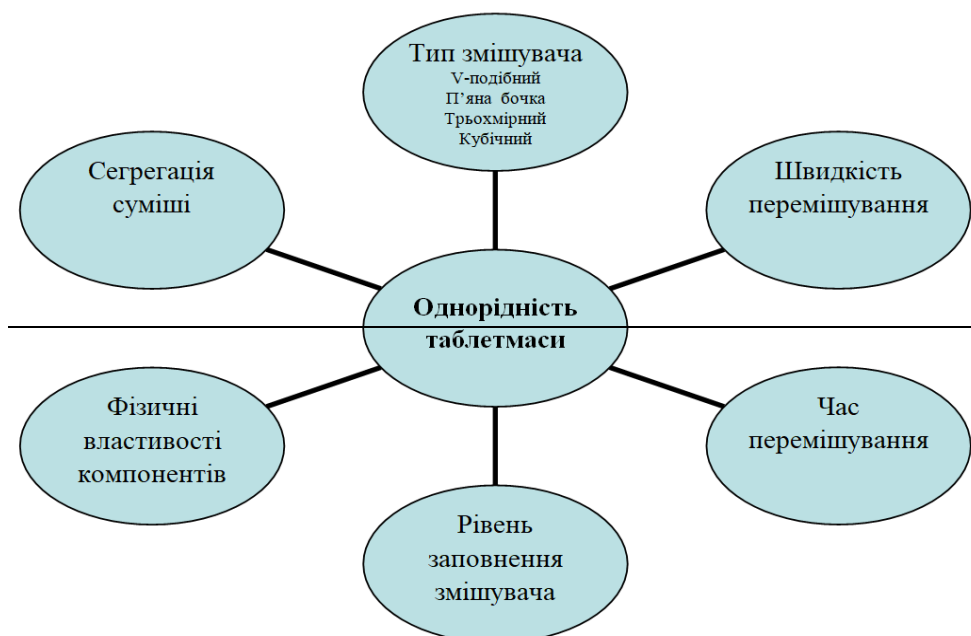 Тип змішувача
V-подібний
П’яна бочка
Трьохмірний
Кубічний
Сегрегація
суміші
Швидкість
перемішування
Однорідність
таблетмаси
Фізичні
властивості
компонентів
Час
перемішування
Рівень
заповнення
змішувача